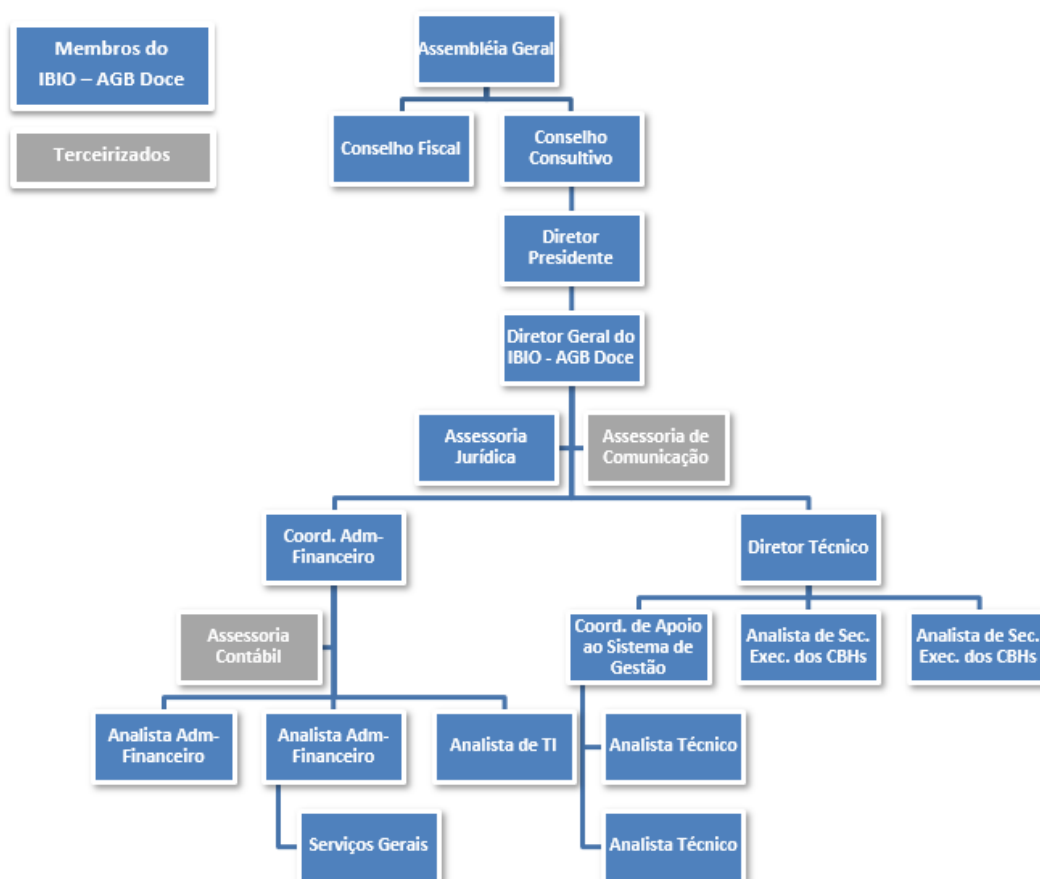 Membros do
IBIO – AGB Doce
Terceirizados
Assembléia Geral
Conselho Fiscal
Conselho
Consultivo
Diretor
Presidente
Diretor Geral do
IBIO - AGB Doce
Assessoria
Jurídica
Assessoria de
Comunicação
Coord. Adm-
Financeiro
Diretor Técnico
Assessoria
Contábil
Coord. de Apoio
ao Sistema de
Gestão
Analista de Sec.
Exec. dos CBHs
Analista de Sec.
Exec. dos CBHs
Analista Adm-
Financeiro
Analista Adm-
Financeiro
Analista de TI
Analista Técnico
Serviços Gerais
Analista Técnico